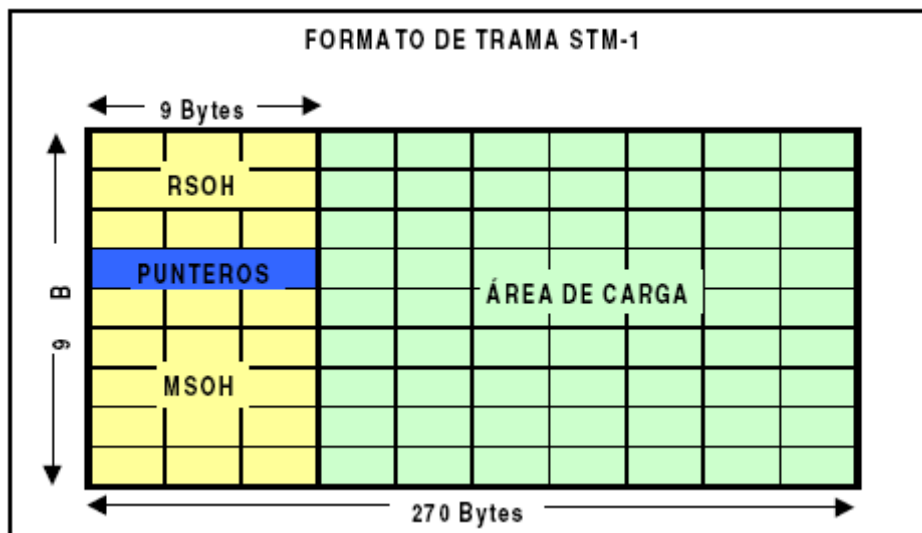 FORMATO DE TRAMA STM-1
9 Bytes
RSOH
PUNTEROS
9 B
ÁREA DE CARGA
MSOH
270 Bytes